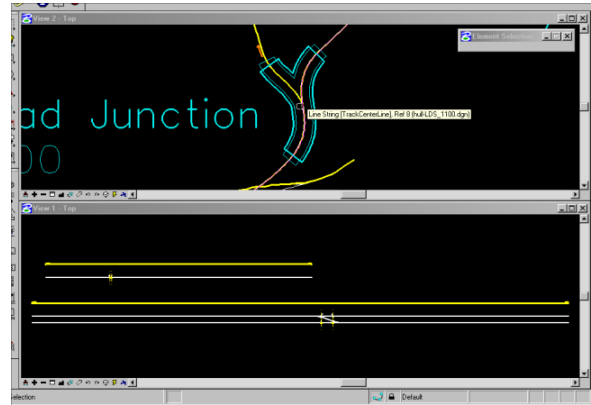 View 2 - Top
Element Selection
ad Junction
Line String [TrackCenterLine], Ref 8 (hull-LDS_1100.dgn)
00
View 1 - Top
election
Default